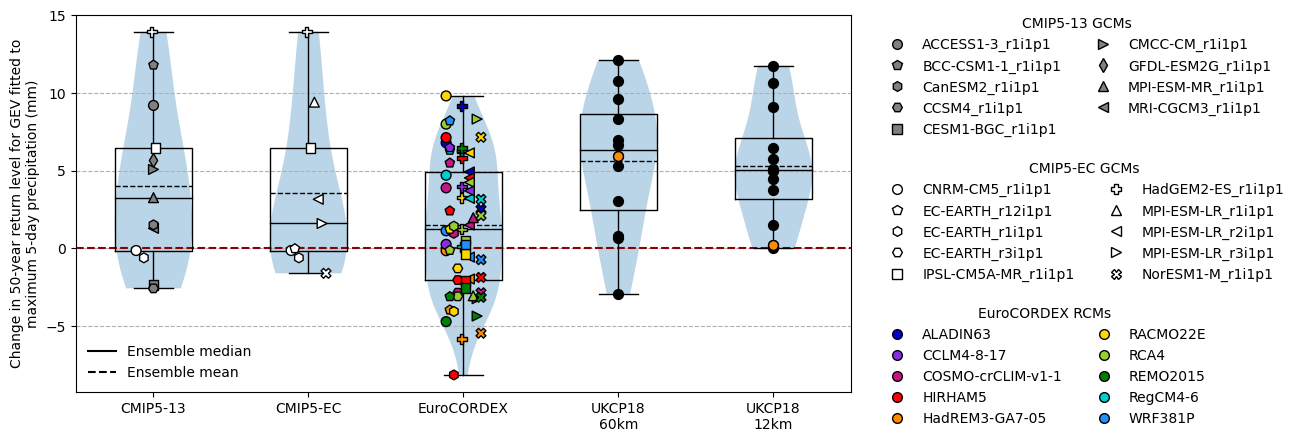 Change in 50-year return level for GEV fitted to
maximum 5-day precipitation (mm)
15
10
5
0
−5
Ensemble median
Ensemble mean
CMIP5-13
CMIP5-EC
EuroCORDEX
UKCP18
60km
UKCP18
12km
CMIP5-13 GCMs
ACCESS1-3_r1i1p1
BCC-CSM1-1_r1i1p1
CanESM2_r1i1p1
CCSM4_r1i1p1
CESM1-BGC_r1i1p1
CMCC-CM_r1i1p1
GFDL-ESM2G_r1i1p1
MPI-ESM-MR_r1i1p1
MRI-CGCM3_r1i1p1
CMIP5-EC GCMs
CNRM-CM5_r1i1p1
EC-EARTH_r12i1p1
EC-EARTH_r1i1p1
EC-EARTH_r3i1p1
IPSL-CM5A-MR_r1i1p1
HadGEM2-ES_r1i1p1
MPI-ESM-LR_r1i1p1
MPI-ESM-LR_r2i1p1
MPI-ESM-LR_r3i1p1
NorESM1-M_r1i1p1
EuroCORDEX RCMs
ALADIN63
CCLM4-8-17
COSMO-crCLIM-v1-1
HIRHAM5
HadREM3-GA7-05
RACMO22E
RCA4
REMO2015
RegCM4-6
WRF381P